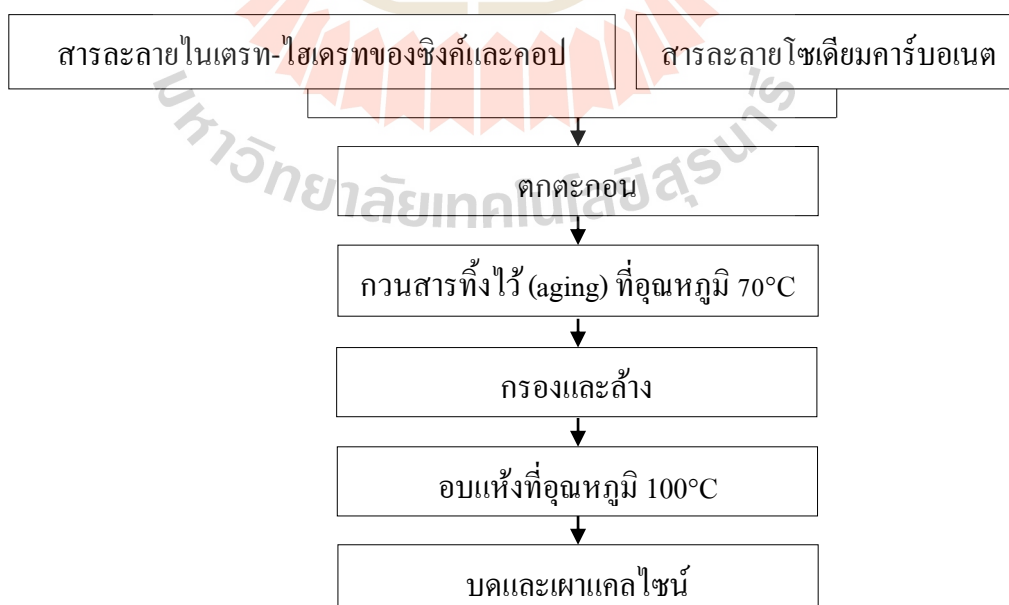 สารละลายไนเตรท-ไฮเดรทของซิงค์และคอป
สารละลายโซเดียมคาร์บอเนต
ตกตะกอน
กวนสารทิ้งไว้ (aging) ที่อุณหภูมิ 70°C
กรองและล้าง
อบแห้งที่อุณหภูมิ 100°C
บดและเผาแคลไซน์
มหาวิทยาลัยเทคโนโลยีสุรนารี